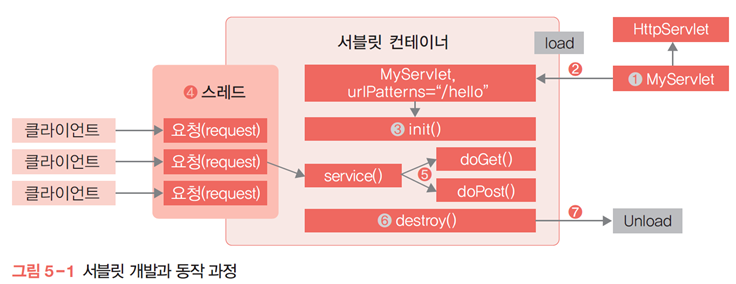 서블릿 컨테이너
load
HttpServlet
❶ MyServlet
❷
MyServlet,
urlPatterns=“/hello”
❸ init()
❹ 스레드
클라이언트
요청(request)
클라이언트
요청(request)
클라이언트
요청(request)
service()
❺
doGet()
doPost()
❻ destroy()
❼
Unload
그림 5-1 서블릿 개발과 동작 과정